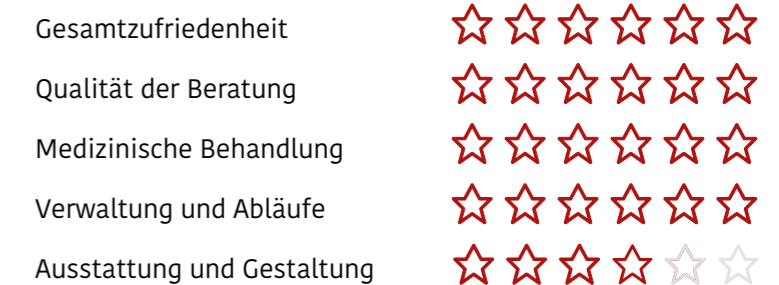 Gesamtzufriedenheit
Qualität der Beratung
Medizinische Behandlung
Verwaltung und Abläufe
Ausstattung und Gestaltung